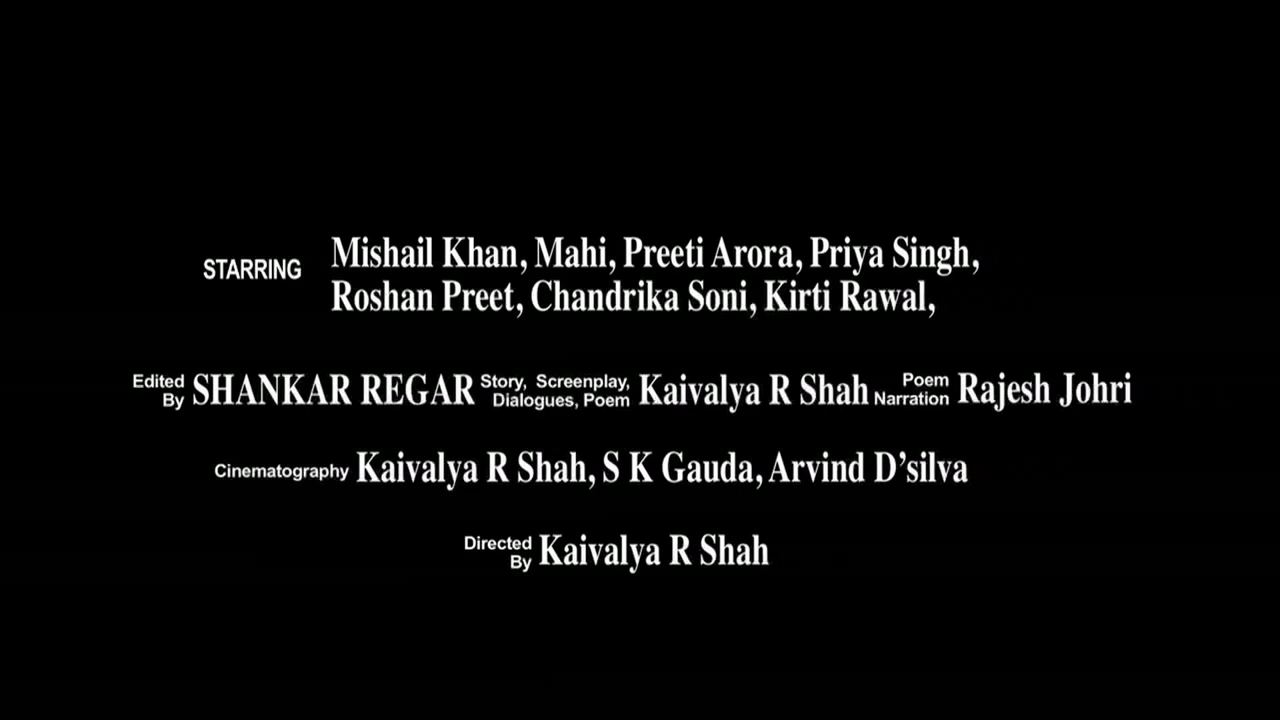 STARRING Mishail Khan, Mahi, Preeti Arora, Priya Singh,
Roshan Preet, Chandrika Soni, Kirti Rawal,
Edited By SHANKAR REGAR Story, Screenplay, Dialogues, Poem Kaivalya R Shah Poem Narration Rajesh Johri
Cinematography Kaivalya R Shah, S K Gauda, Arvind D’silva
Directed By Kaivalya R Shah